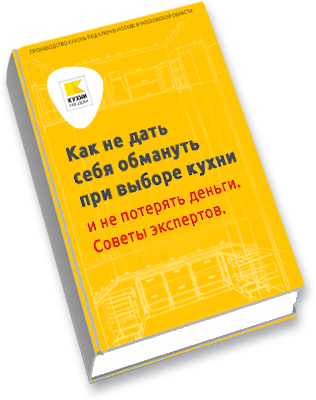 ПРОИЗВОДСТВО КУХОНЬ ПОД КЛЮЧ В МОСКВЕ И МОСКОВСКОЙ ОБЛАСТИ
КУХНИ
Как не дать
себя обмануть
при выборе кухни
и не потерять деньги.
Советы экспертов.